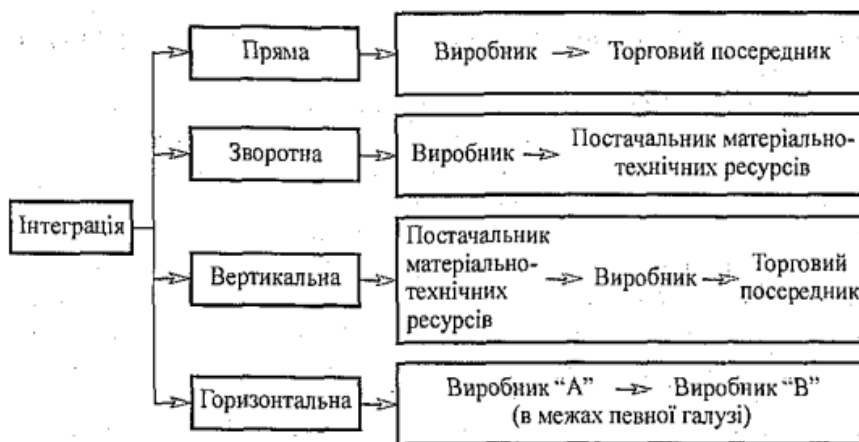 Інтеграція
Пряма
Виробник
Торговий посередник
Зворотна
Виробник
Постачальник матеріально-
технічних ресурсів
Вертикальна
Постачальник
матеріально-
технічних
ресурсів
Виробник
Торговий
посередник
Горизонтальна
Виробник “А”
Виробник “В”
(в межах певної галузі)